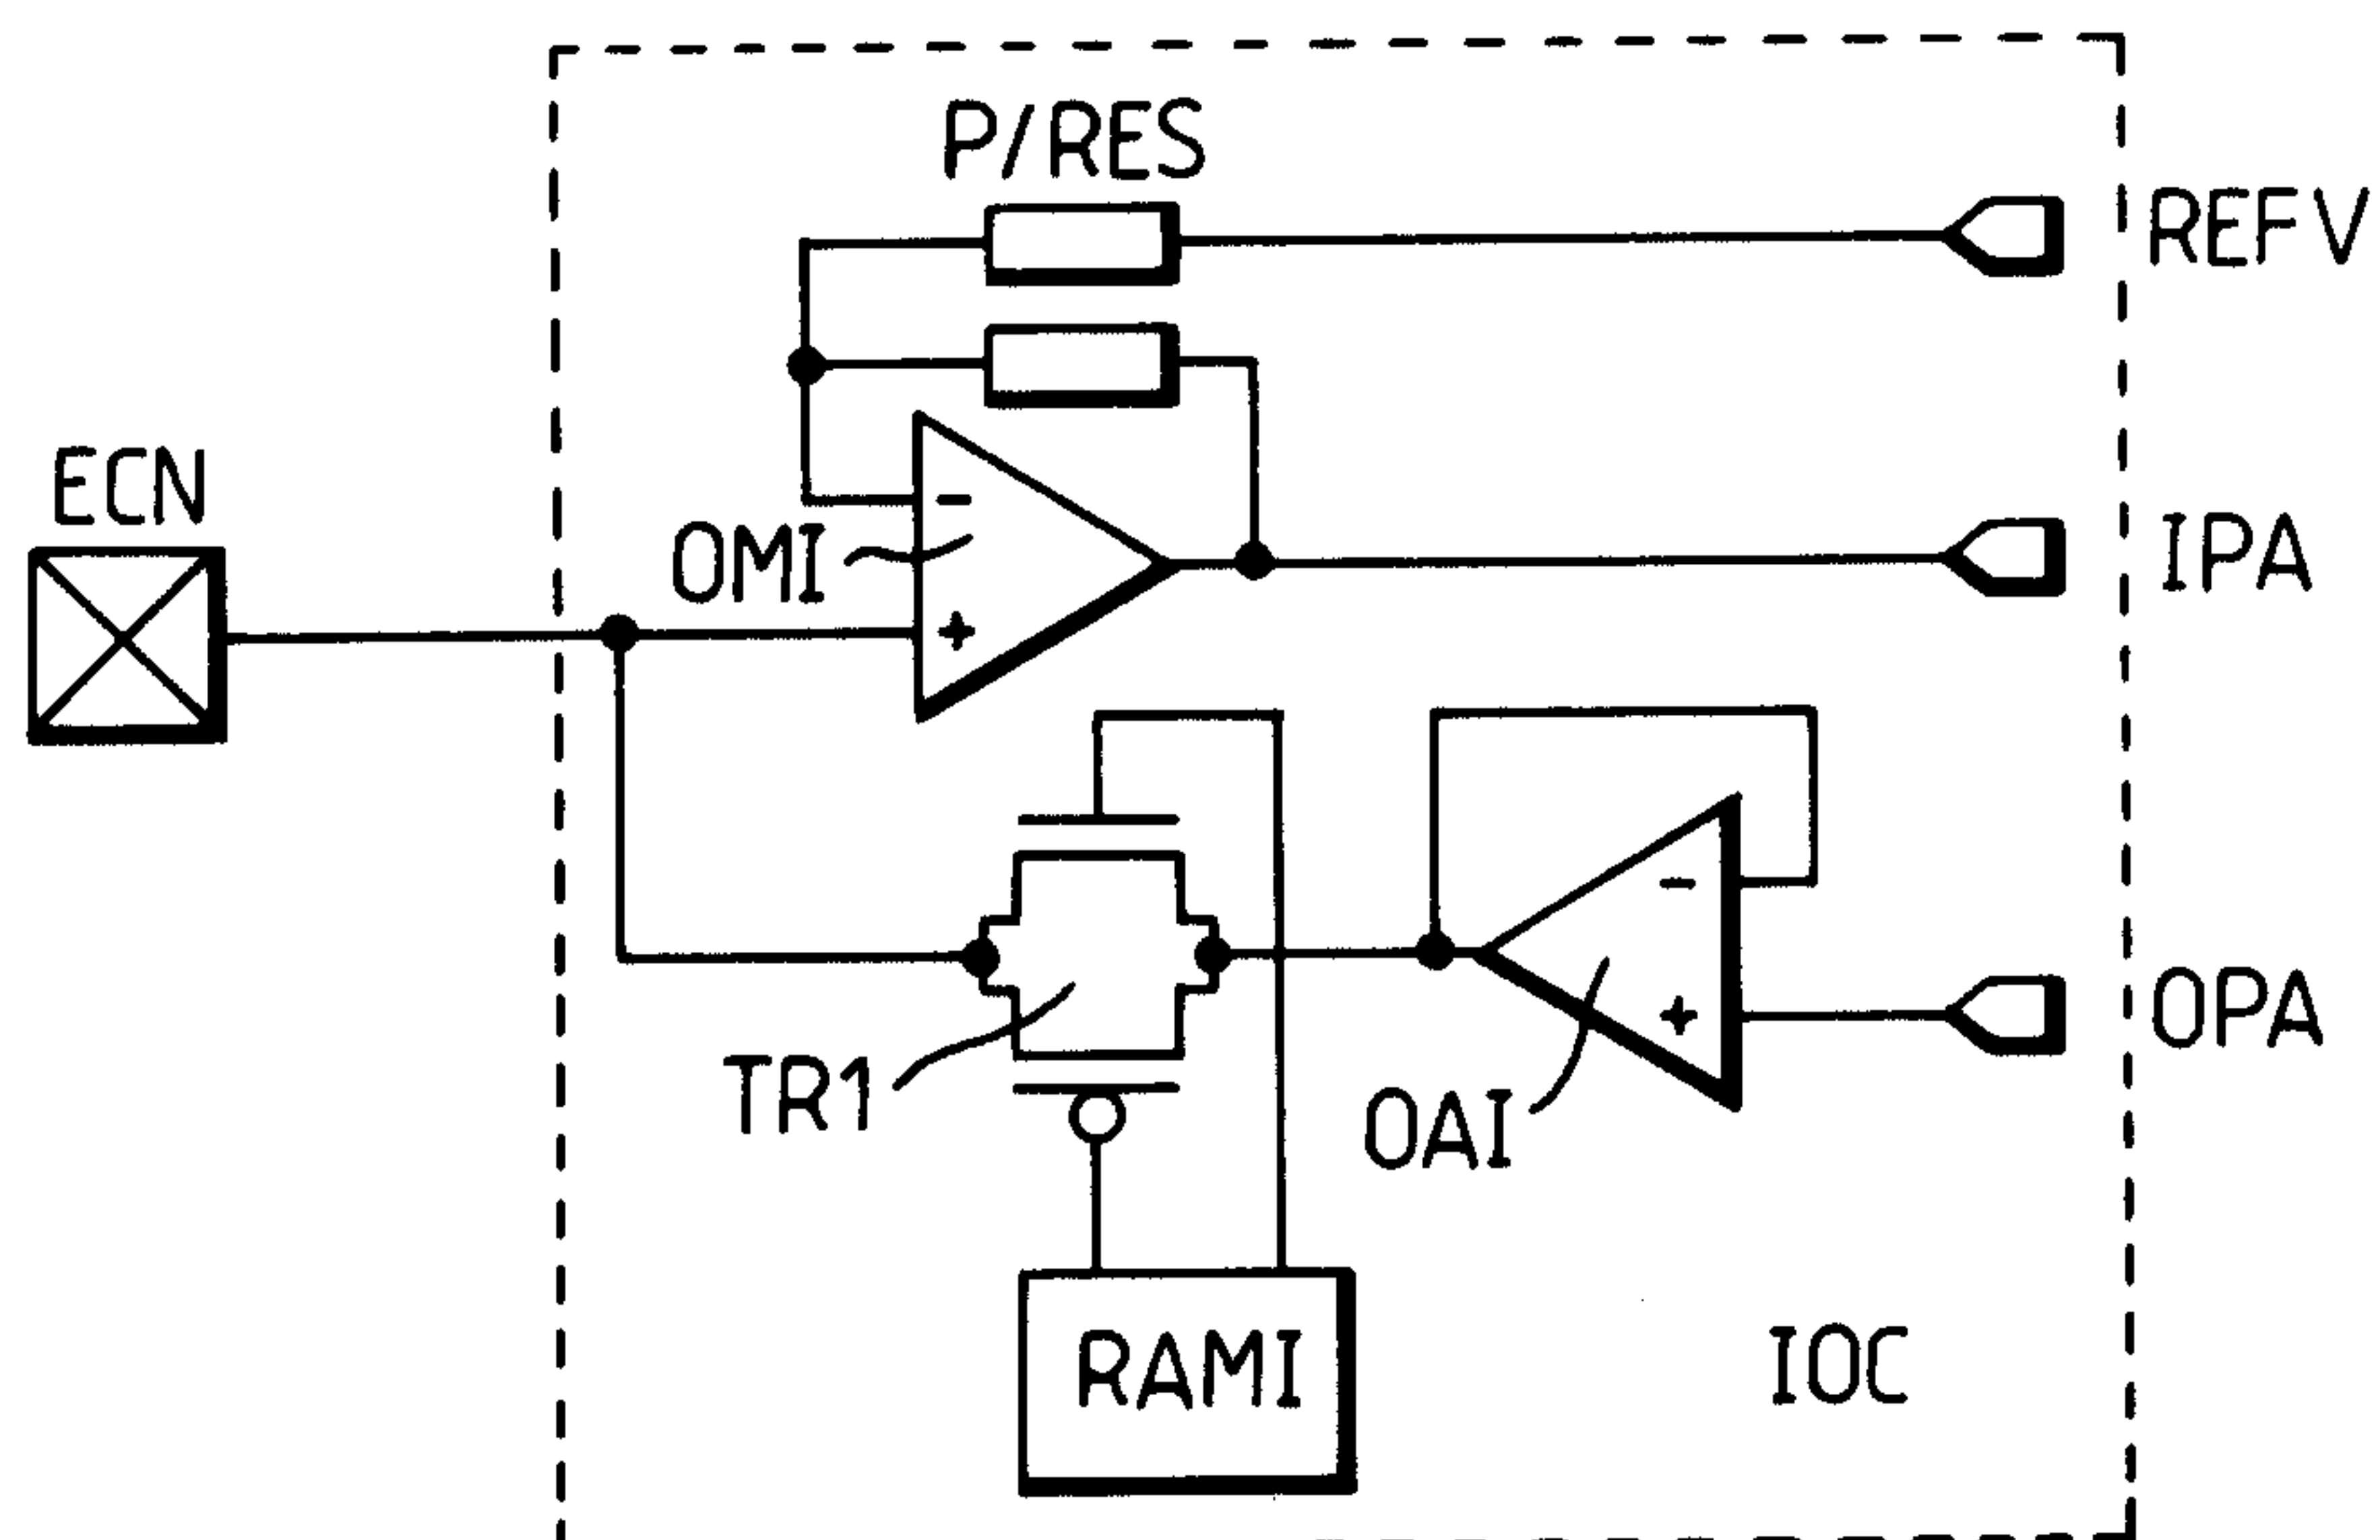 P/RES
REFV
ECN
-
OMI
IPA
+
-
+
OPA
TR1
OAI
RAMI
IOC